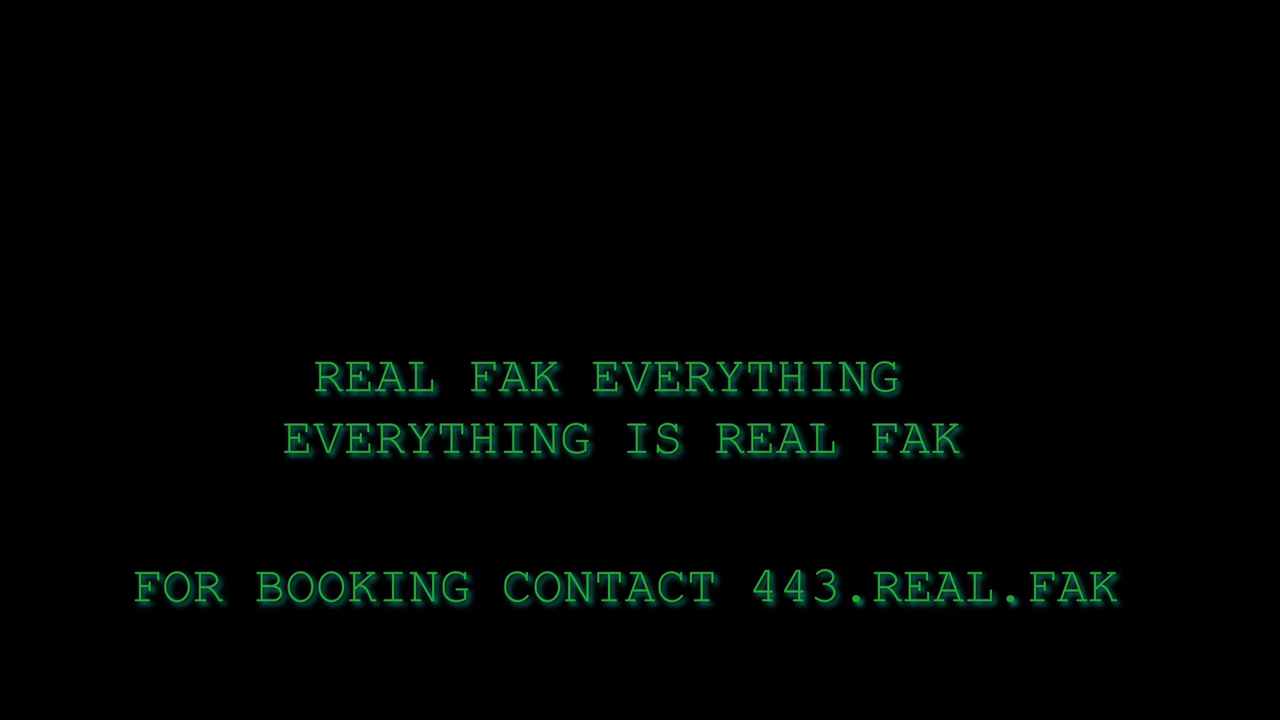 REAL FAK EVERYTHING
EVERYTHING IS REAL FAK
FOR BOOKING CONTACT 443.REAL.FAK